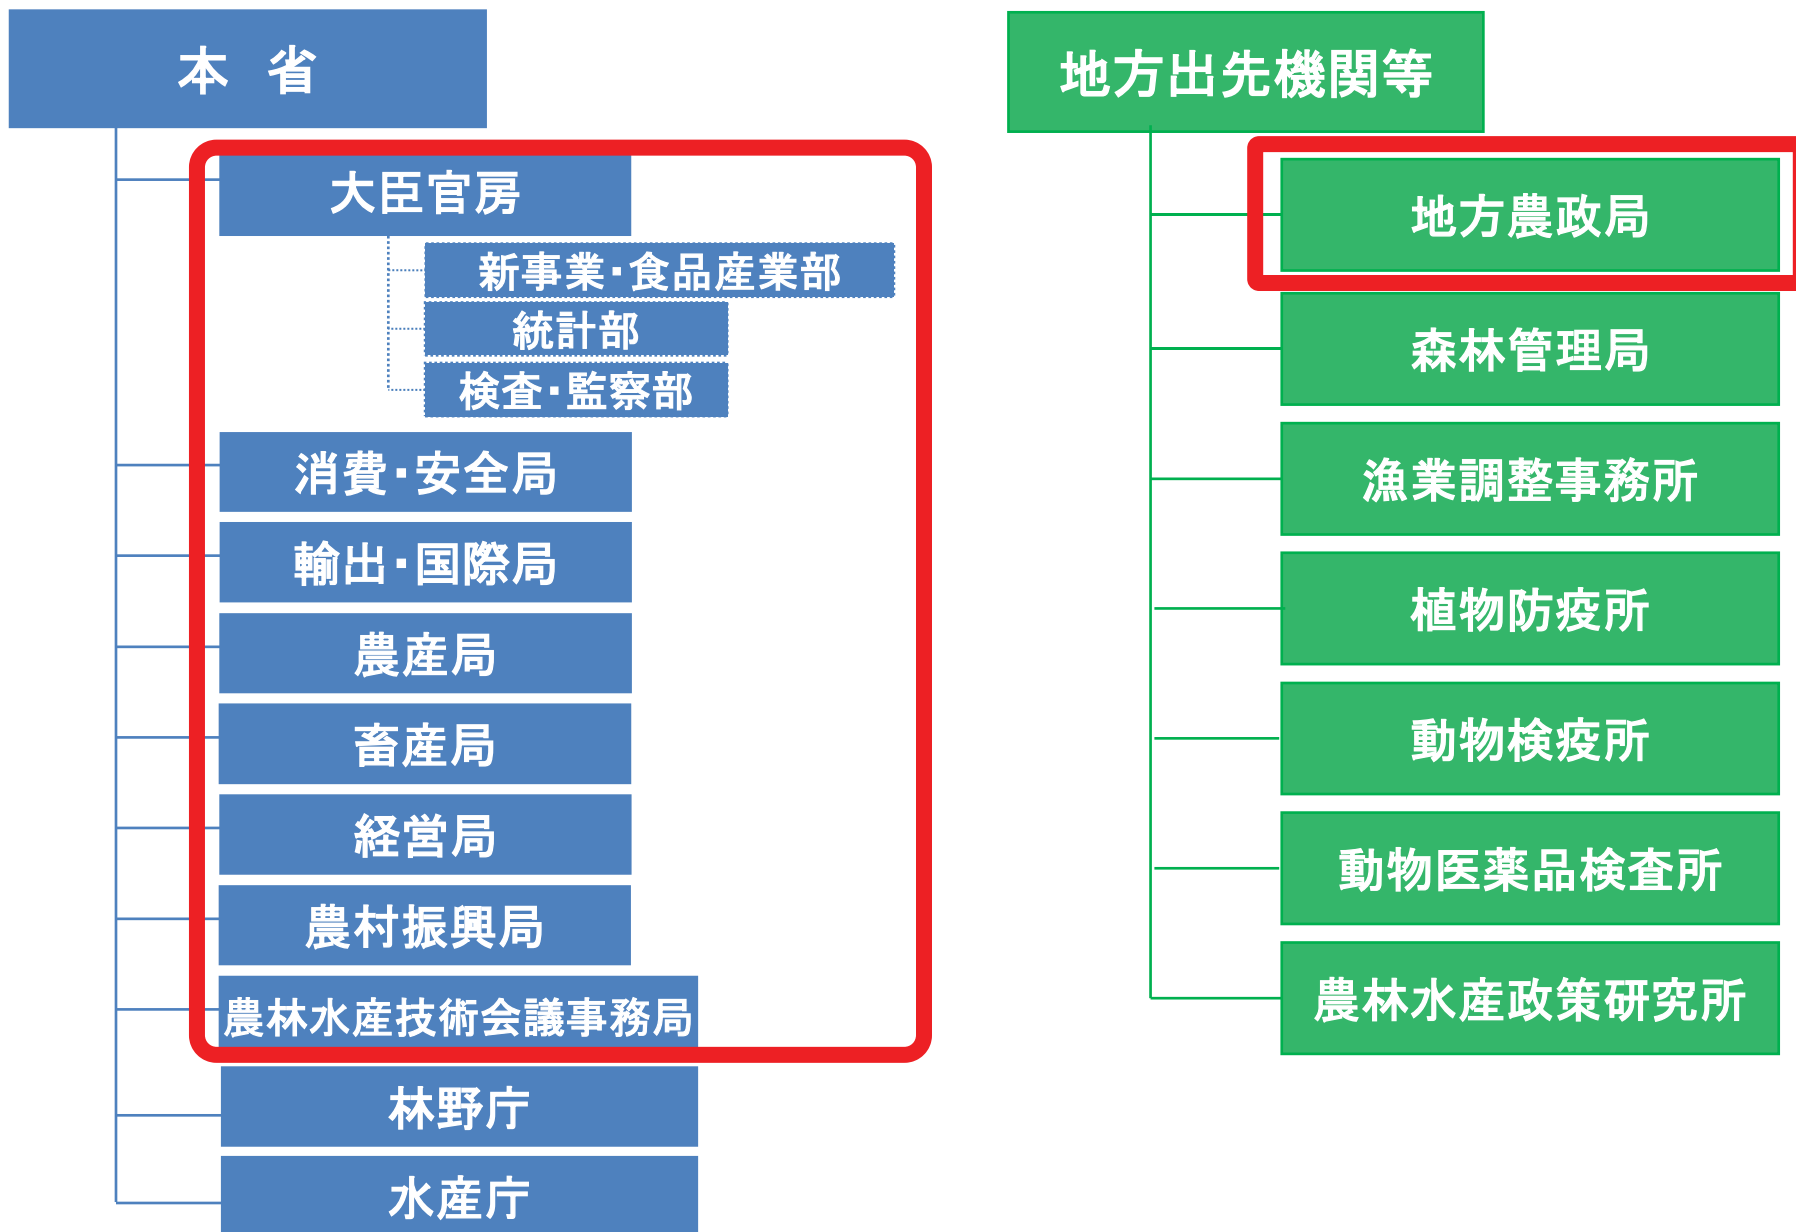 本 省
大臣官房
新事業・食品産業部
統計部
検査・監察部
消費・安全局
輸出・国際局
農産局
畜産局
経営局
農村振興局
農林水産技術会議事務局
林野庁
水産庁
地方出先機関等
地方農政局
森林管理局
漁業調整事務所
植物防疫所
動物検疫所
動物医薬品検査所
農林水産政策研究所